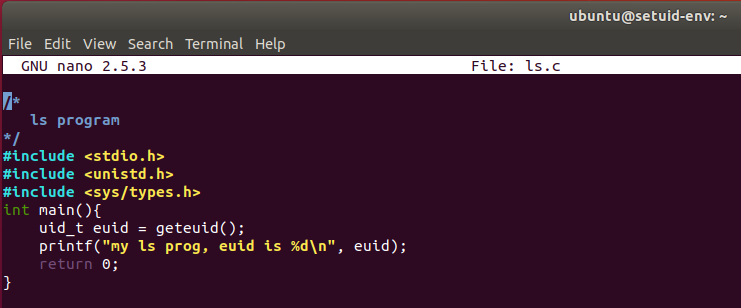 ubuntu@setuid-env: ~
File Edit View Search Terminal Help
GNU nano 2.5.3 File: ls.c
/*
   ls program
*/
#include <stdio.h>
#include <unistd.h>
#include <sys/types.h>
int main(){
    uid_t euid = geteuid();
    printf("my ls prog, euid is %d\n", euid);
    return 0;
}